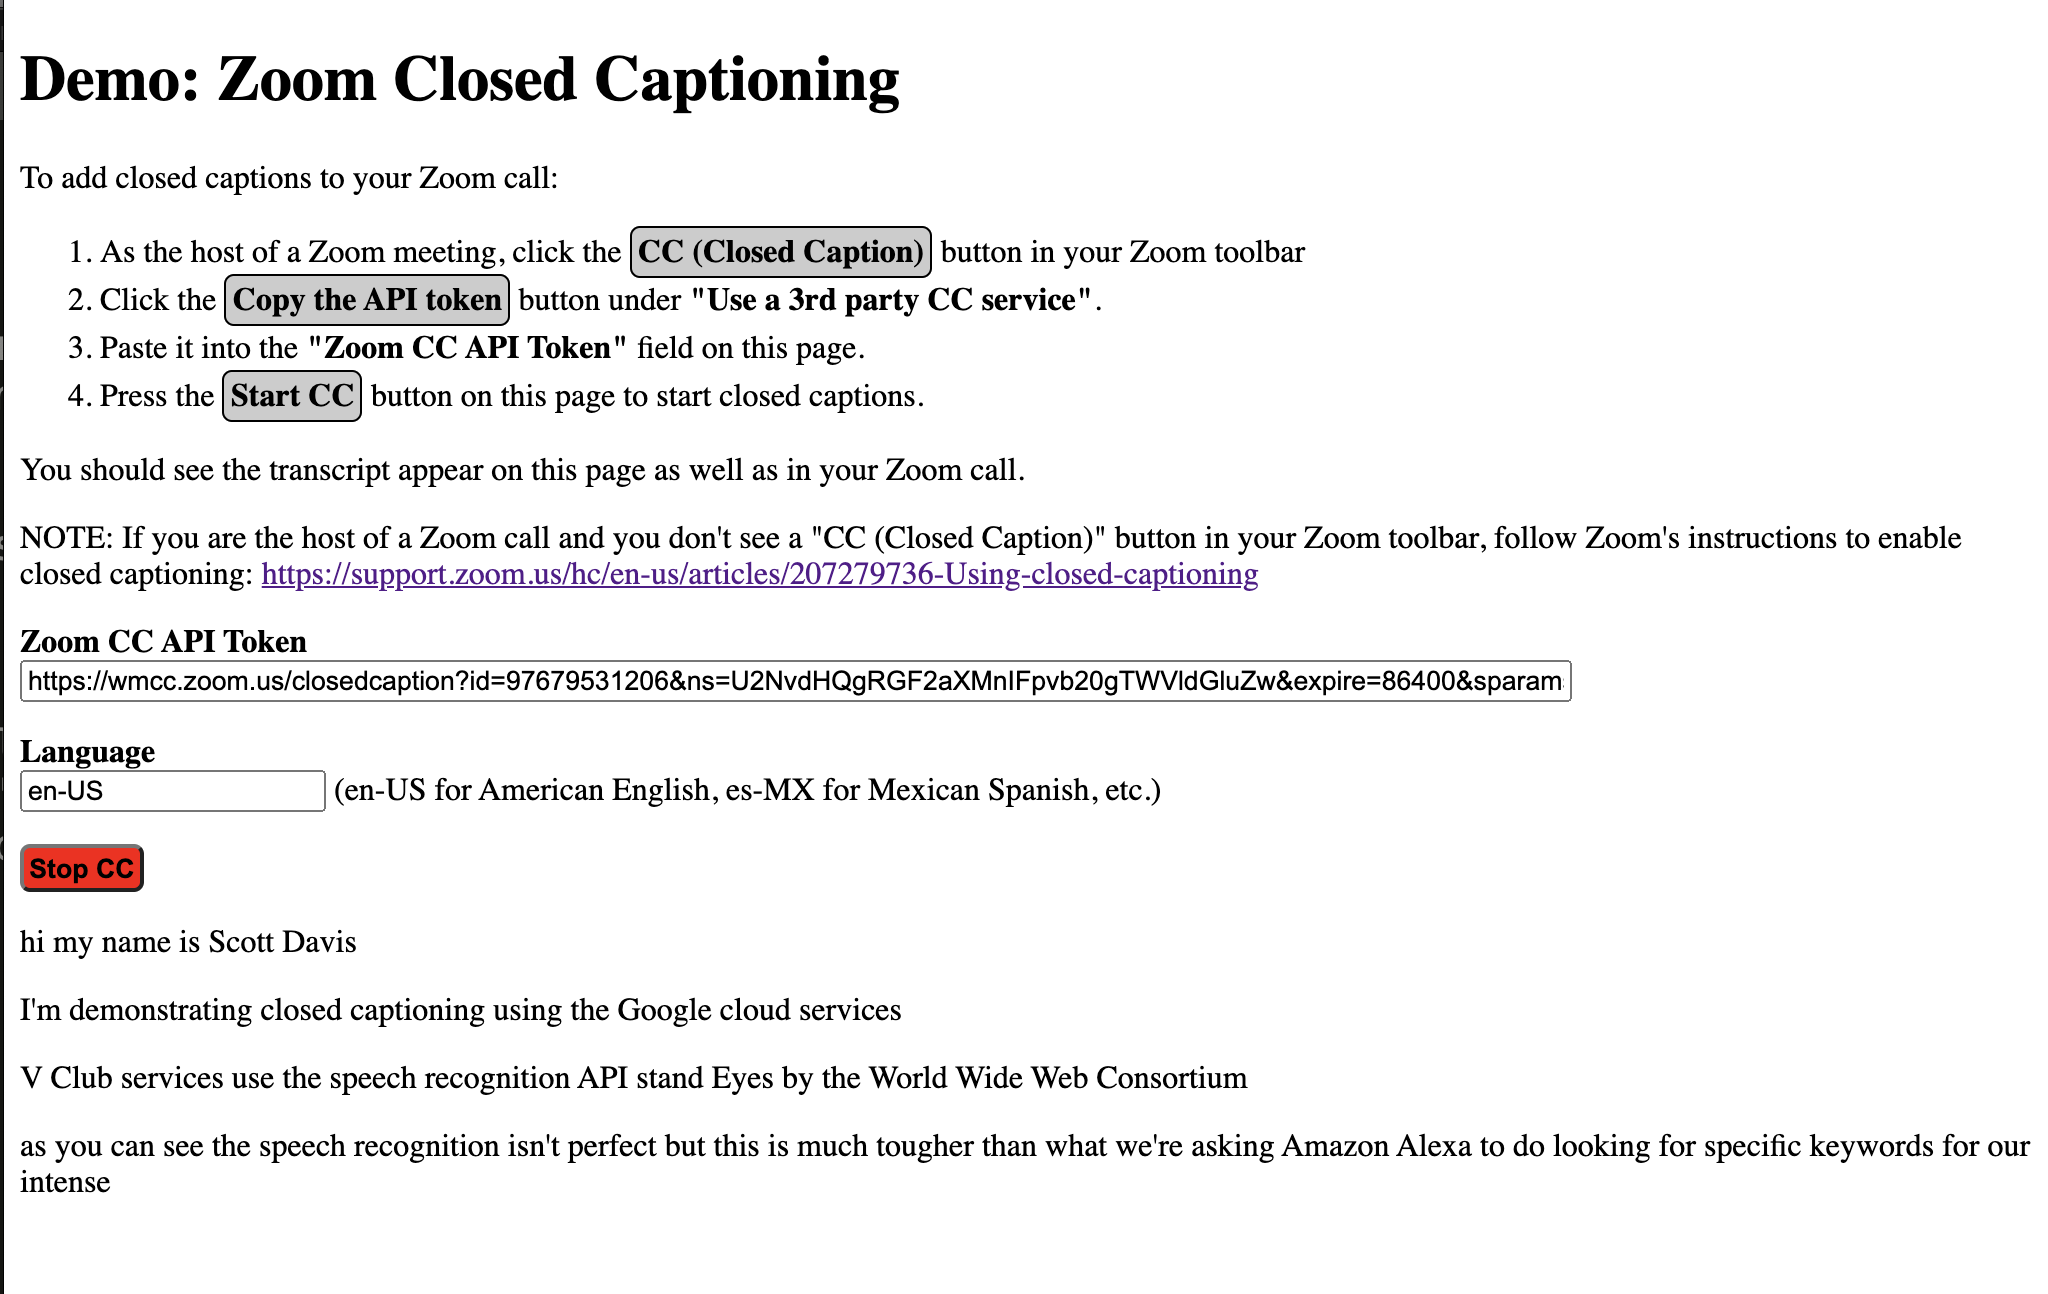 Demo: Zoom Closed Captioning
To add closed captions to your Zoom call:
1. As the host of a Zoom meeting, click the CC (Closed Caption) button in your Zoom toolbar
2. Click the Copy the API token button under "Use a 3rd party CC service".
3. Paste it into the "Zoom CC API Token" field on this page.
4. Press the Start CC button on this page to start closed captions.
You should see the transcript appear on this page as well as in your Zoom call.
NOTE: If you are the host of a Zoom call and you don't see a "CC (Closed Caption)" button in your Zoom toolbar, follow Zoom's instructions to enable
closed captioning: https://support.zoom.us/hc/en-us/articles/207279736-Using-closed-captioning
Zoom CC API Token
https://wmcc.zoom.us/closedcaption?id=97679531206&ns=U2NvdHQgRGF2aXMnIFpvb20gTWVldGluZw&expire=86400&sparam
Language
en-US (en-US for American English, es-MX for Mexican Spanish, etc.)
Stop CC
hi my name is Scott Davis
I'm demonstrating closed captioning using the Google cloud services
V Club services use the speech recognition API stand Eyes by the World Wide Web Consortium
as you can see the speech recognition isn't perfect but this is much tougher than what we're asking Amazon Alexa to do looking for specific keywords for our
intense